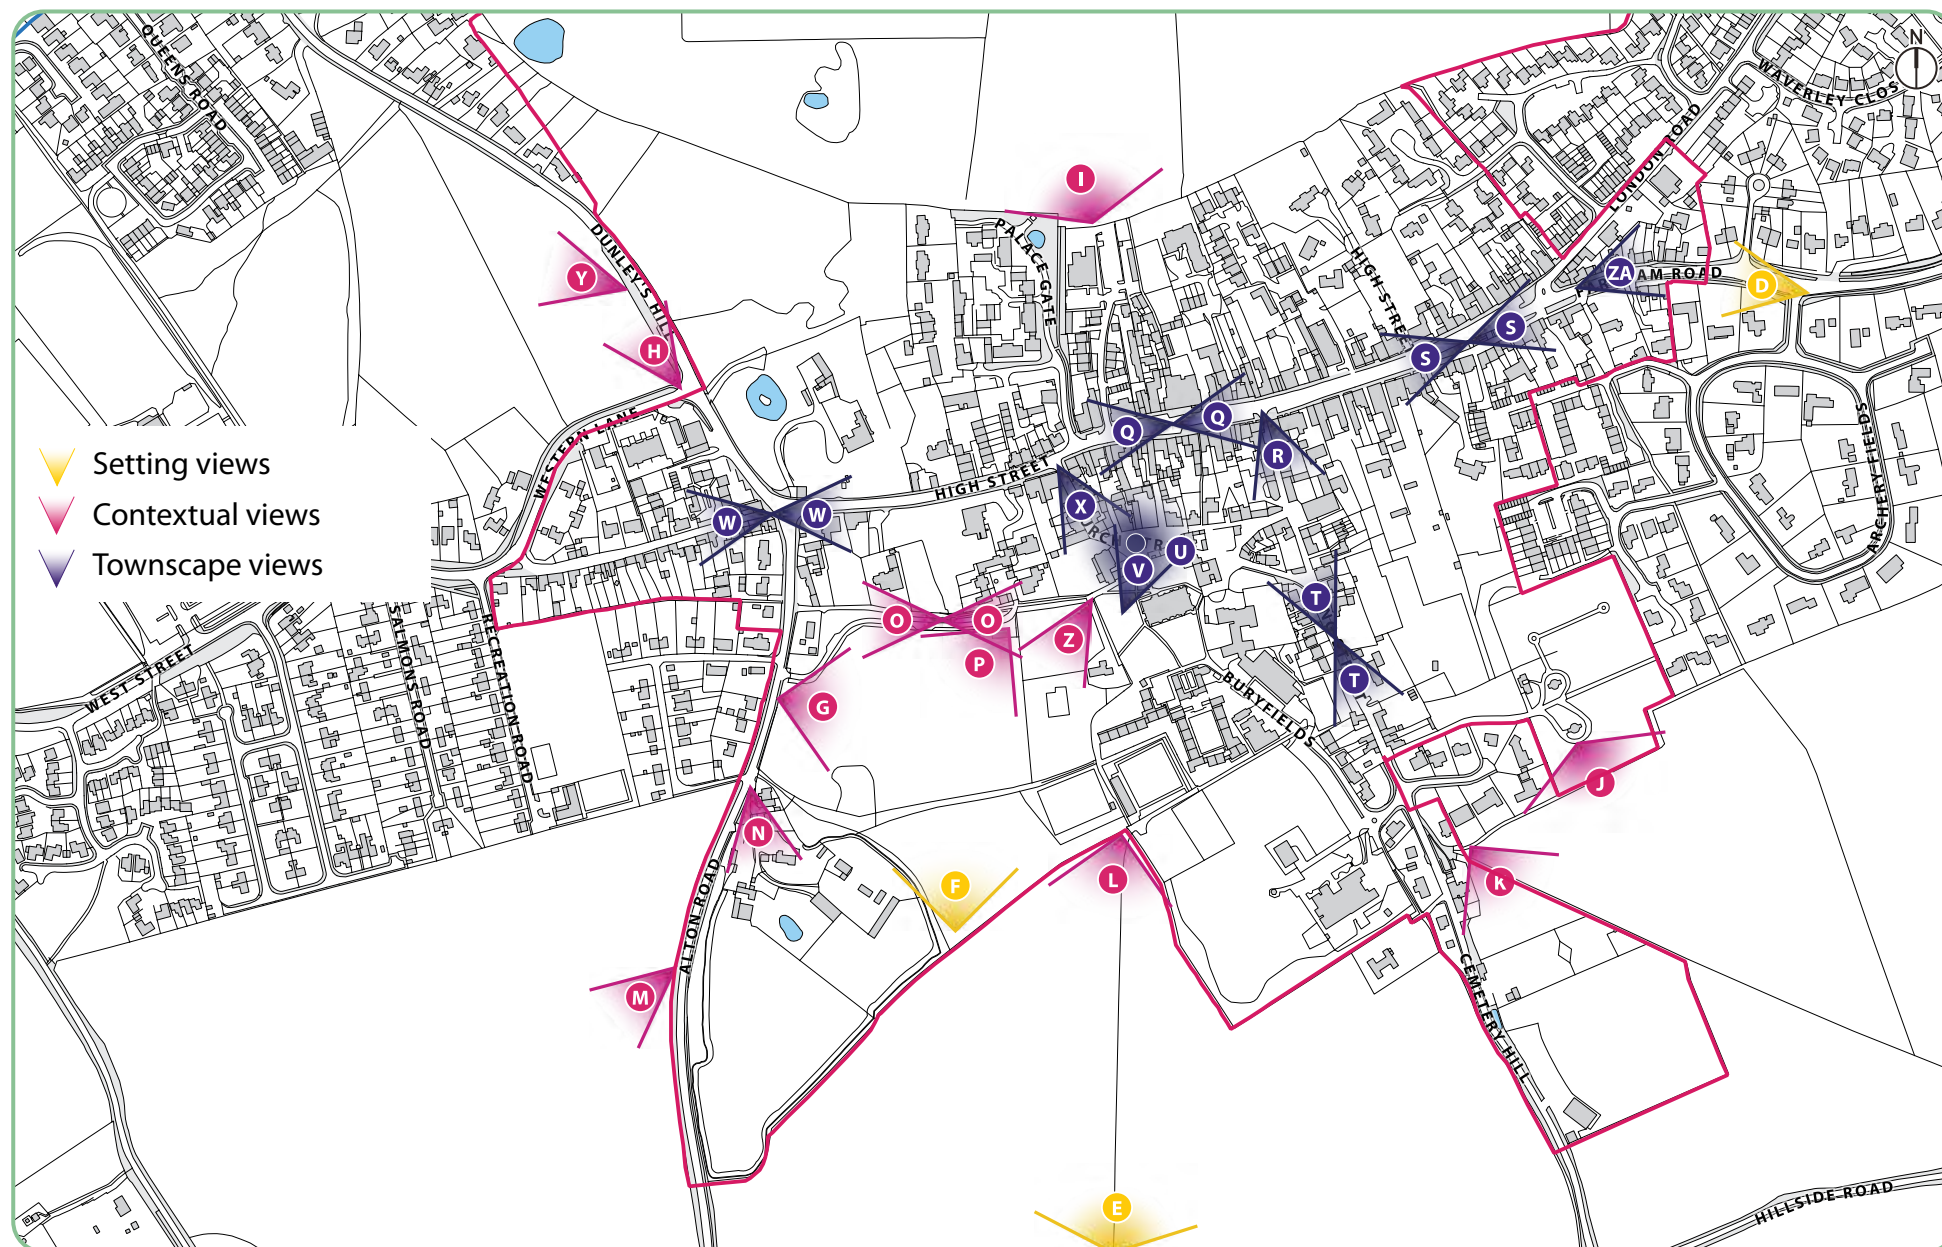 QUEENS ROAD
WAVERLEY CLOS
N
LONDON ROAD
I
PALACE GATE
HIGH STREE
DUNLEY'S HILL
Y
ZA
AM ROAD
D
H
S
S
WESTERN LANE
Q
Q
R
ARCHERY FIELDS
Setting views
Contextual views
Townscape views
HIGH STREET
X
W
W
U
V
T
O
O
Z
P
T
WEST STREET
SALMONS ROAD
RECREATION ROAD
G
BURYFIELDS
J
N
F
L
K
ALTON ROAD
M
CEMETERY HILL
E
HILLSIDE ROAD